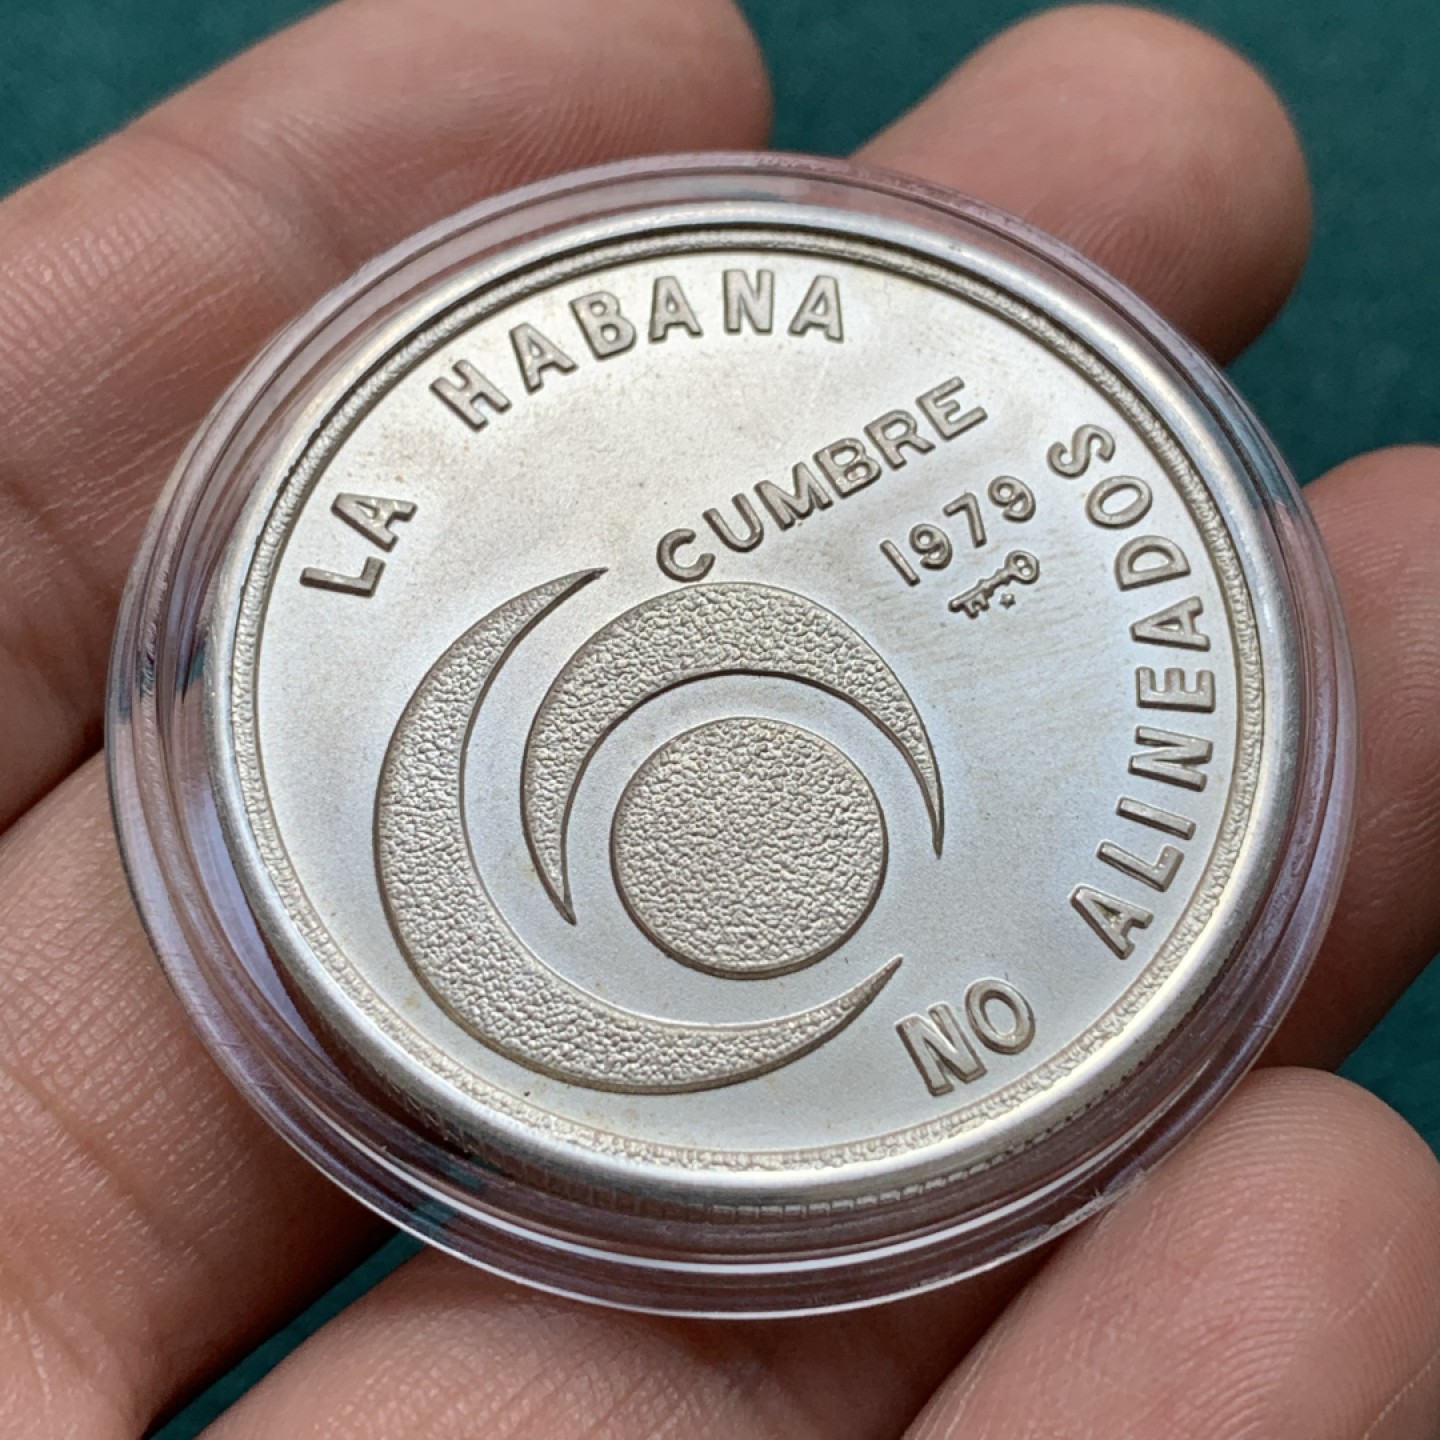 LA HABANA
CUMBRE
1979
NO ALINEADOS